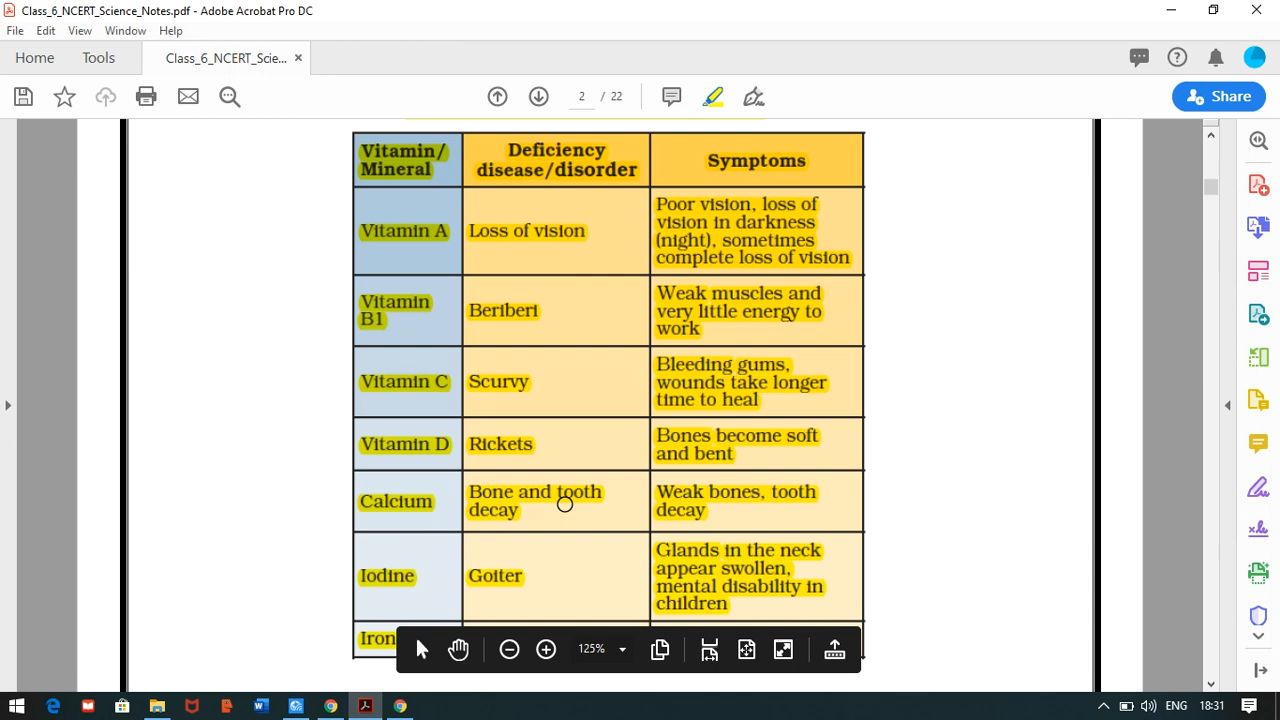 Class_6_NCERT_Science_Notes.pdf - Adobe Acrobat Pro DC
File Edit View Window Help
Home Tools Class_6_NCERT_Scie... ×
2 / 22
Share
Vitamin/
Mineral
Deficiency
disease/disorder
Symptoms
Vitamin A
Loss of vision
Poor vision, loss of
vision in darkness
(night), sometimes
complete loss of vision
Vitamin
B1
Beriberi
Weak muscles and
very little energy to
work
Vitamin C
Scurvy
Bleeding gums,
wounds take longer
time to heal
Vitamin D
Rickets
Bones become soft
and bent
Calcium
Bone and tooth
decay
Weak bones, tooth
decay
Iodine
Goiter
Glands in the neck
appear swollen,
mental disability in
children
Iron
125%
ENG 18:31